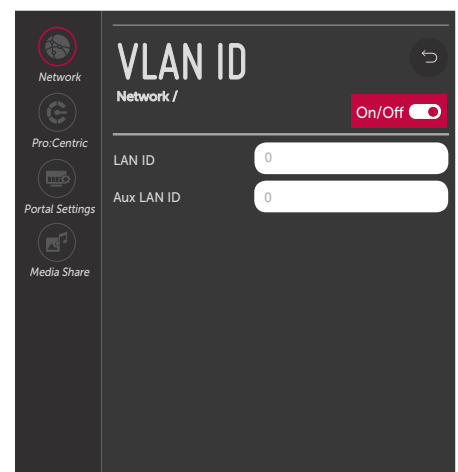 Network
Pro:Centric
Portal Settings
Media Share
VLAN ID
Network /
On/Off
LAN ID
0
Aux LAN ID
0